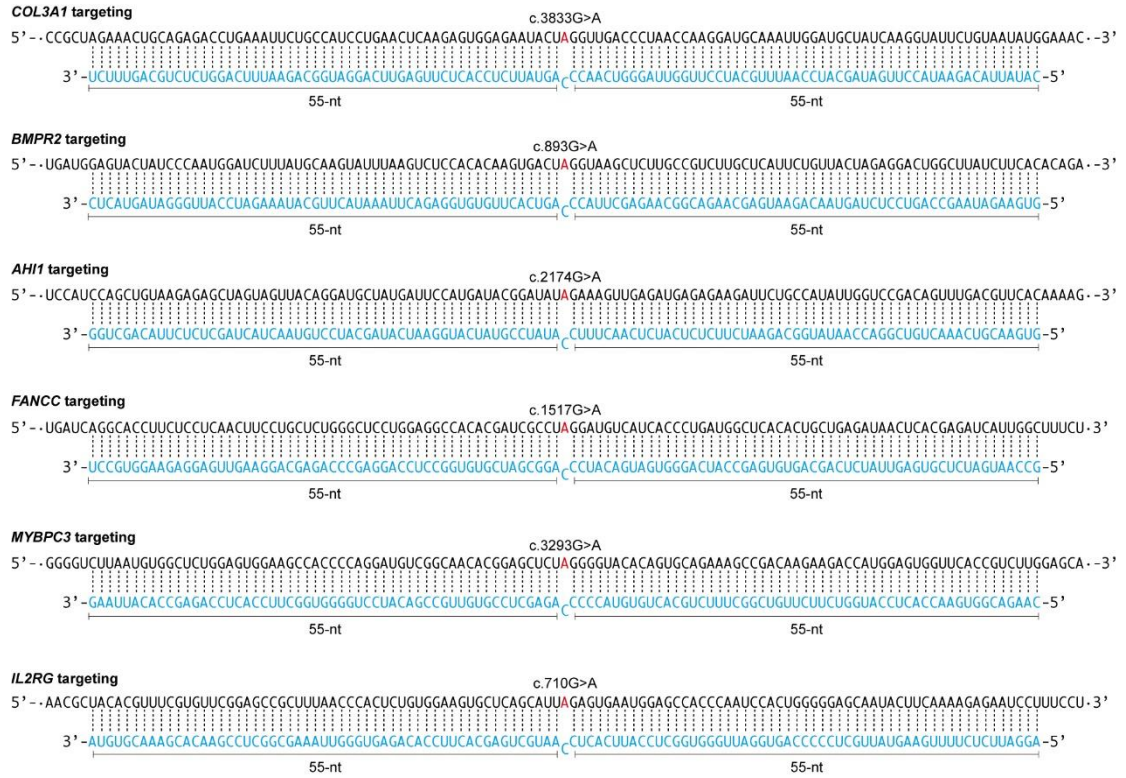 COL3A1 targeting
c.3833G>A
5’-··CCGCUAGAAACUGCAGAGACCUGAAAUUCUGCCAUCCUGAACUCAAGAGUGGAGAAUACUAGGUUGACCCUAACCAAGGAUGCAAAUUGGAUGCUAUCAAGGUAUUCUGUAAUAUGGAAAC··-3’
3’-UCUUUGACGUCUCUGGACUUUAAGACGGUAGGACUUGAGUUCUCACCUCUUAUGACCCAACUGGGAUUGGUUCCUACGUUUAACCUACGAUAGUUCCAUAAGACAUUAUAC-5’
55-nt 55-nt
BMPR2 targeting
c.893G>A
5’-··UGAUGGAGUACUAUCCCAAUGGAUCUUUAUGCAAGUAUUUAAGUCUCCACACAAGUGACUAGGUAAGCUCUUGCCGUCUUGCUCAUUCUGUUACUAGAGGACUGGCUUAUCUUCACACAGA··-3’
3’-CUCAUGAUAGGGUUACCUAGAAAUACGUUCAUAAAUUCAGAGGUGUGUUCACUGACCCAUUCGAGAACGGCAGAACGAGUAAGACAAUGAUCUCCUGACCGAAUAGAAGUG-5’
55-nt 55-nt
AHI1 targeting
c.2174G>A
5’-··UCCAUCCAGCUGUAAGAGAGCUAGUAGUUACAGGAUGCUAUGAUUCCAUGAUACGGAUAUAGAAAGUUGAGAUGAGAGAAGAUUCUGCCAUAUUGGUCCGACAGUUUGACGUUCACAAAAG··-3’
3’-GGUCGACAUUCUCUCGAUCAUCAAUGUCCUACGAUACUAAGGUACUAUGCCUAUACCUUUCAACUCUACUCUCUUCUAAGACGGUAUAACCAGGCUGUCAAACUGCAAGUG-5’
55-nt 55-nt
FANCC targeting
c.1517G>A
5’-··UGAUCAGGCACCUUCUCCUCAACUUCCUGCUCUGGGCUCCUGGAGGCCACACGAUCGCCUAGGAUGUCAUCACCCUGAUGGCUCACACUGCUGAGAUAACUCACGAGAUCAUUGGCUUUCU·3’
3’-UCCGUGGAAGAGGAGUUGAAGGACGAGACCCGAGGACCUCCGGUGUGCUAGCGGACCCUACAGUAGUGGGACUACCGAGUGUGACGACUCUAUUGAGUGCUCUAGUAACCG-5’
55-nt 55-nt
MYBPC3 targeting
c.3293G>A
5’-··GGGGUCUUAAUGUGGCUCUGGAGUGGAAGCCACCCCAGGAUGUCGGCAACACGGAGCUCUAGGGGUACACAGUGCAGAAAGCCGACAAGAAGACCAUGGAGUGGUUCACCGUCUUGGAGCA··-3’
3’-GAAUUACACCGAGACCUCACCUUCGGUGGGGUCCUACAGCCGUUGUGCCUCGAGACCCCCAUGUGUCACGUCUUUCGGCUGUUCUUCUGGUACCUCACCAAGUGGCAGAAC-5’
55-nt 55-nt
IL2RG targeting
c.710G>A
5’-··AACGCUACACGUUUCGUGUUCGGAGCCGCUUUAACCCACUCUGUGGAAGUGCUCAGCAUUAGAGUGAAUGGAGCCACCCAAUCCACUGGGGGAGCAAUACUUCAAAAGAGAAUCCUUUCCU·3’
3’-AUGUGCAAAGCACAAGCCUCGGCGAAAUUGGGUGAGACACCUUCACGAGUCGUAACCUCACUUACCUCGGUGGGUUAGGUGACCCCCUCGUUAUGAAGUUUUCUCUUAGGA-5’
55-nt 55-nt